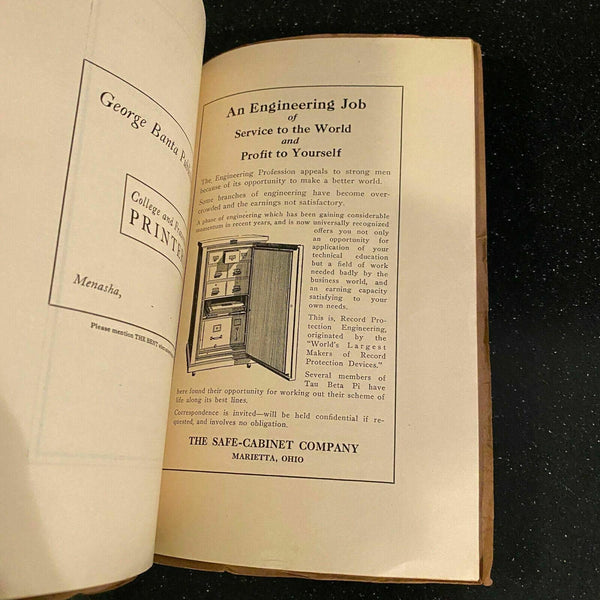 George Banta
College and
PRINTE
Menasha,
Please mention THE BENT when
An Engineering Job
of
Service to the World
and
Profit to Yourself
The Engineering Profession appeals to strong men
because of its opportunity to make a better world.
Some branches of engineering have become over-
crowded and the earnings not satisfactory.
A phase of engineering which has been gaining considerable
momentum in recent years, and is now universally recognized
offers you not only
an opportunity for
application of your
technical education
but a field of work
needed badly by the
business world, and
an earning capacity
satisfying to your
own needs.
This is, Record Pro-
tection Engineering,
originated by the
"World's Largest
Makers of Record
Protection Devices."
Several members of
Tau Beta Pi have
here found their opportunity for working out their scheme of
life along its best lines.
Correspondence is invited—will be held confidential if re-
quested, and involves no obligation.
THE SAFE-CABINET COMPANY
MARIETTA, OHIO